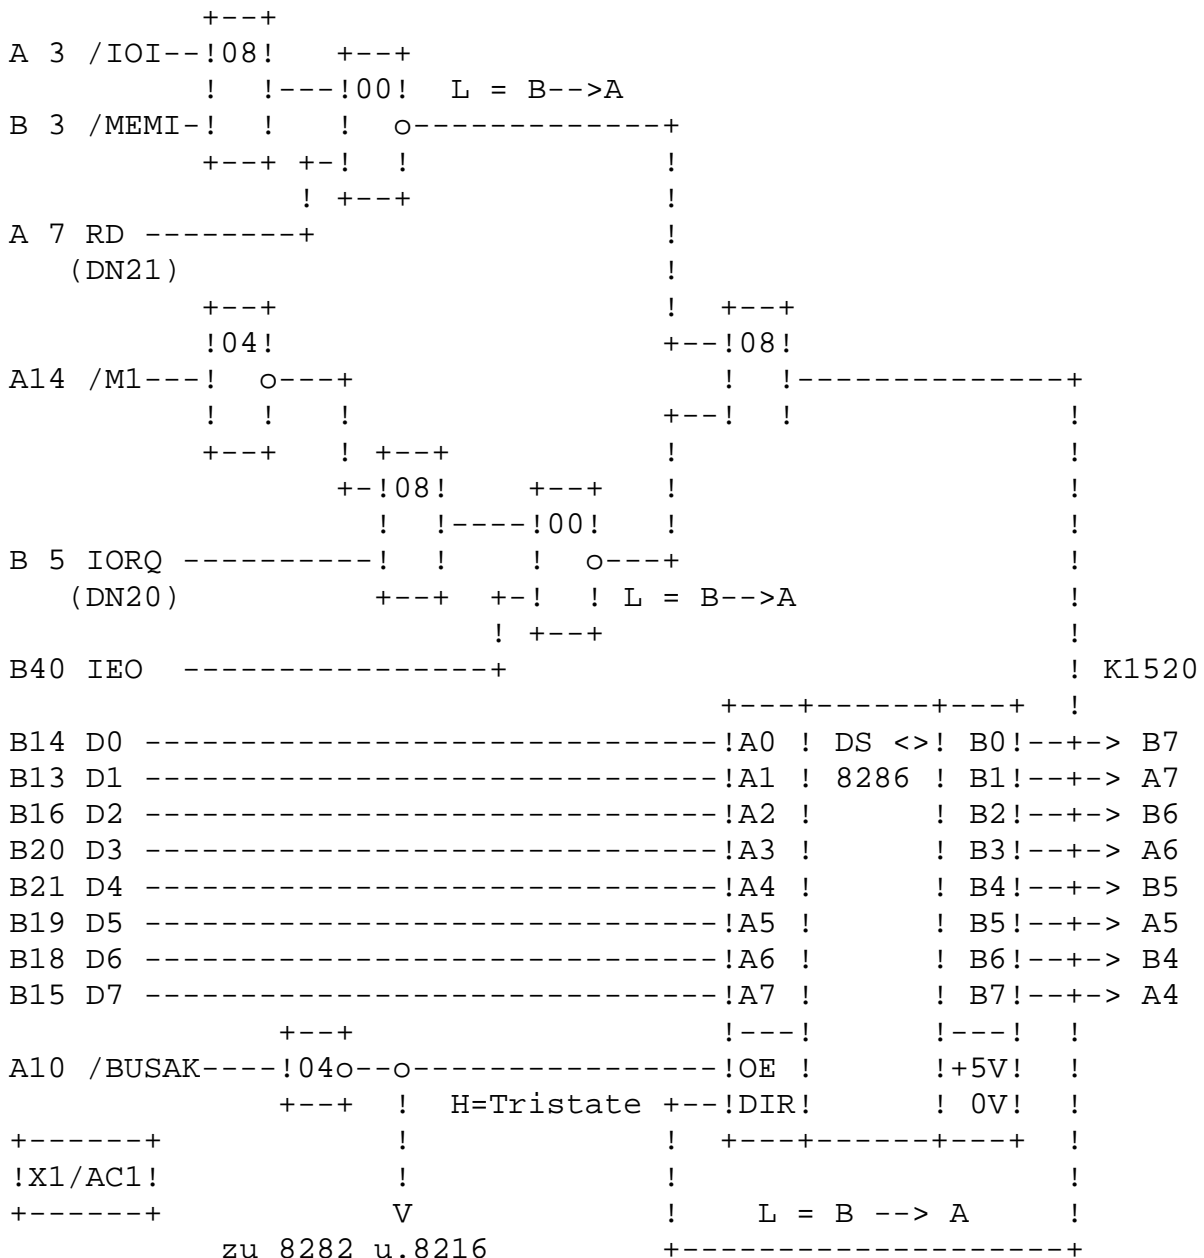 +--+
A 3 /IOI--!08!   +--+
          !  !---!00!  L = B-->A
B 3 /MEMI-!  !   !  o-------------+
          +--+ +-!  !             !
               ! +--+             !
A 7 RD --------+                  !
   (DN21)                         !
          +--+                    !  +--+
          !04!                    +--!08!
A14 /M1---!  o---+                   !  !--------------+
          !  !   !                +--!  !              !
          +--+   ! +--+           !                    !
                 +-!08!    +--+   !                    !
                   !  !----!00!   !                    !
B 5 IORQ ----------!  !    !  o---+                    !
   (DN20)          +--+  +-!  ! L = B-->A              !
                         ! +--+                        !
B40 IEO  ----------------+                             ! K1520
                                     +---+------+---+  !
B14 D0 ------------------------------!A0 ! DS <>! B0!--+-> B7
B13 D1 ------------------------------!A1 ! 8286 ! B1!--+-> A7
B16 D2 ------------------------------!A2 !      ! B2!--+-> B6
B20 D3 ------------------------------!A3 !      ! B3!--+-> A6
B21 D4 ------------------------------!A4 !      ! B4!--+-> B5
B19 D5 ------------------------------!A5 !      ! B5!--+-> A5
B18 D6 ------------------------------!A6 !      ! B6!--+-> B4
B15 D7 ------------------------------!A7 !      ! B7!--+-> A4
              +--+                   !---!      !---!  !
A10 /BUSAK----!04o--o----------------!OE !      !+5V!  !
              +--+  !  H=Tristate +--!DIR!      ! 0V!  !
+------+            !             !  +---+------+---+  !
!X1/AC1!            !             !                    !
+------+            V             !    L = B --> A     !
           zu 8282 u.8216         +--------------------+